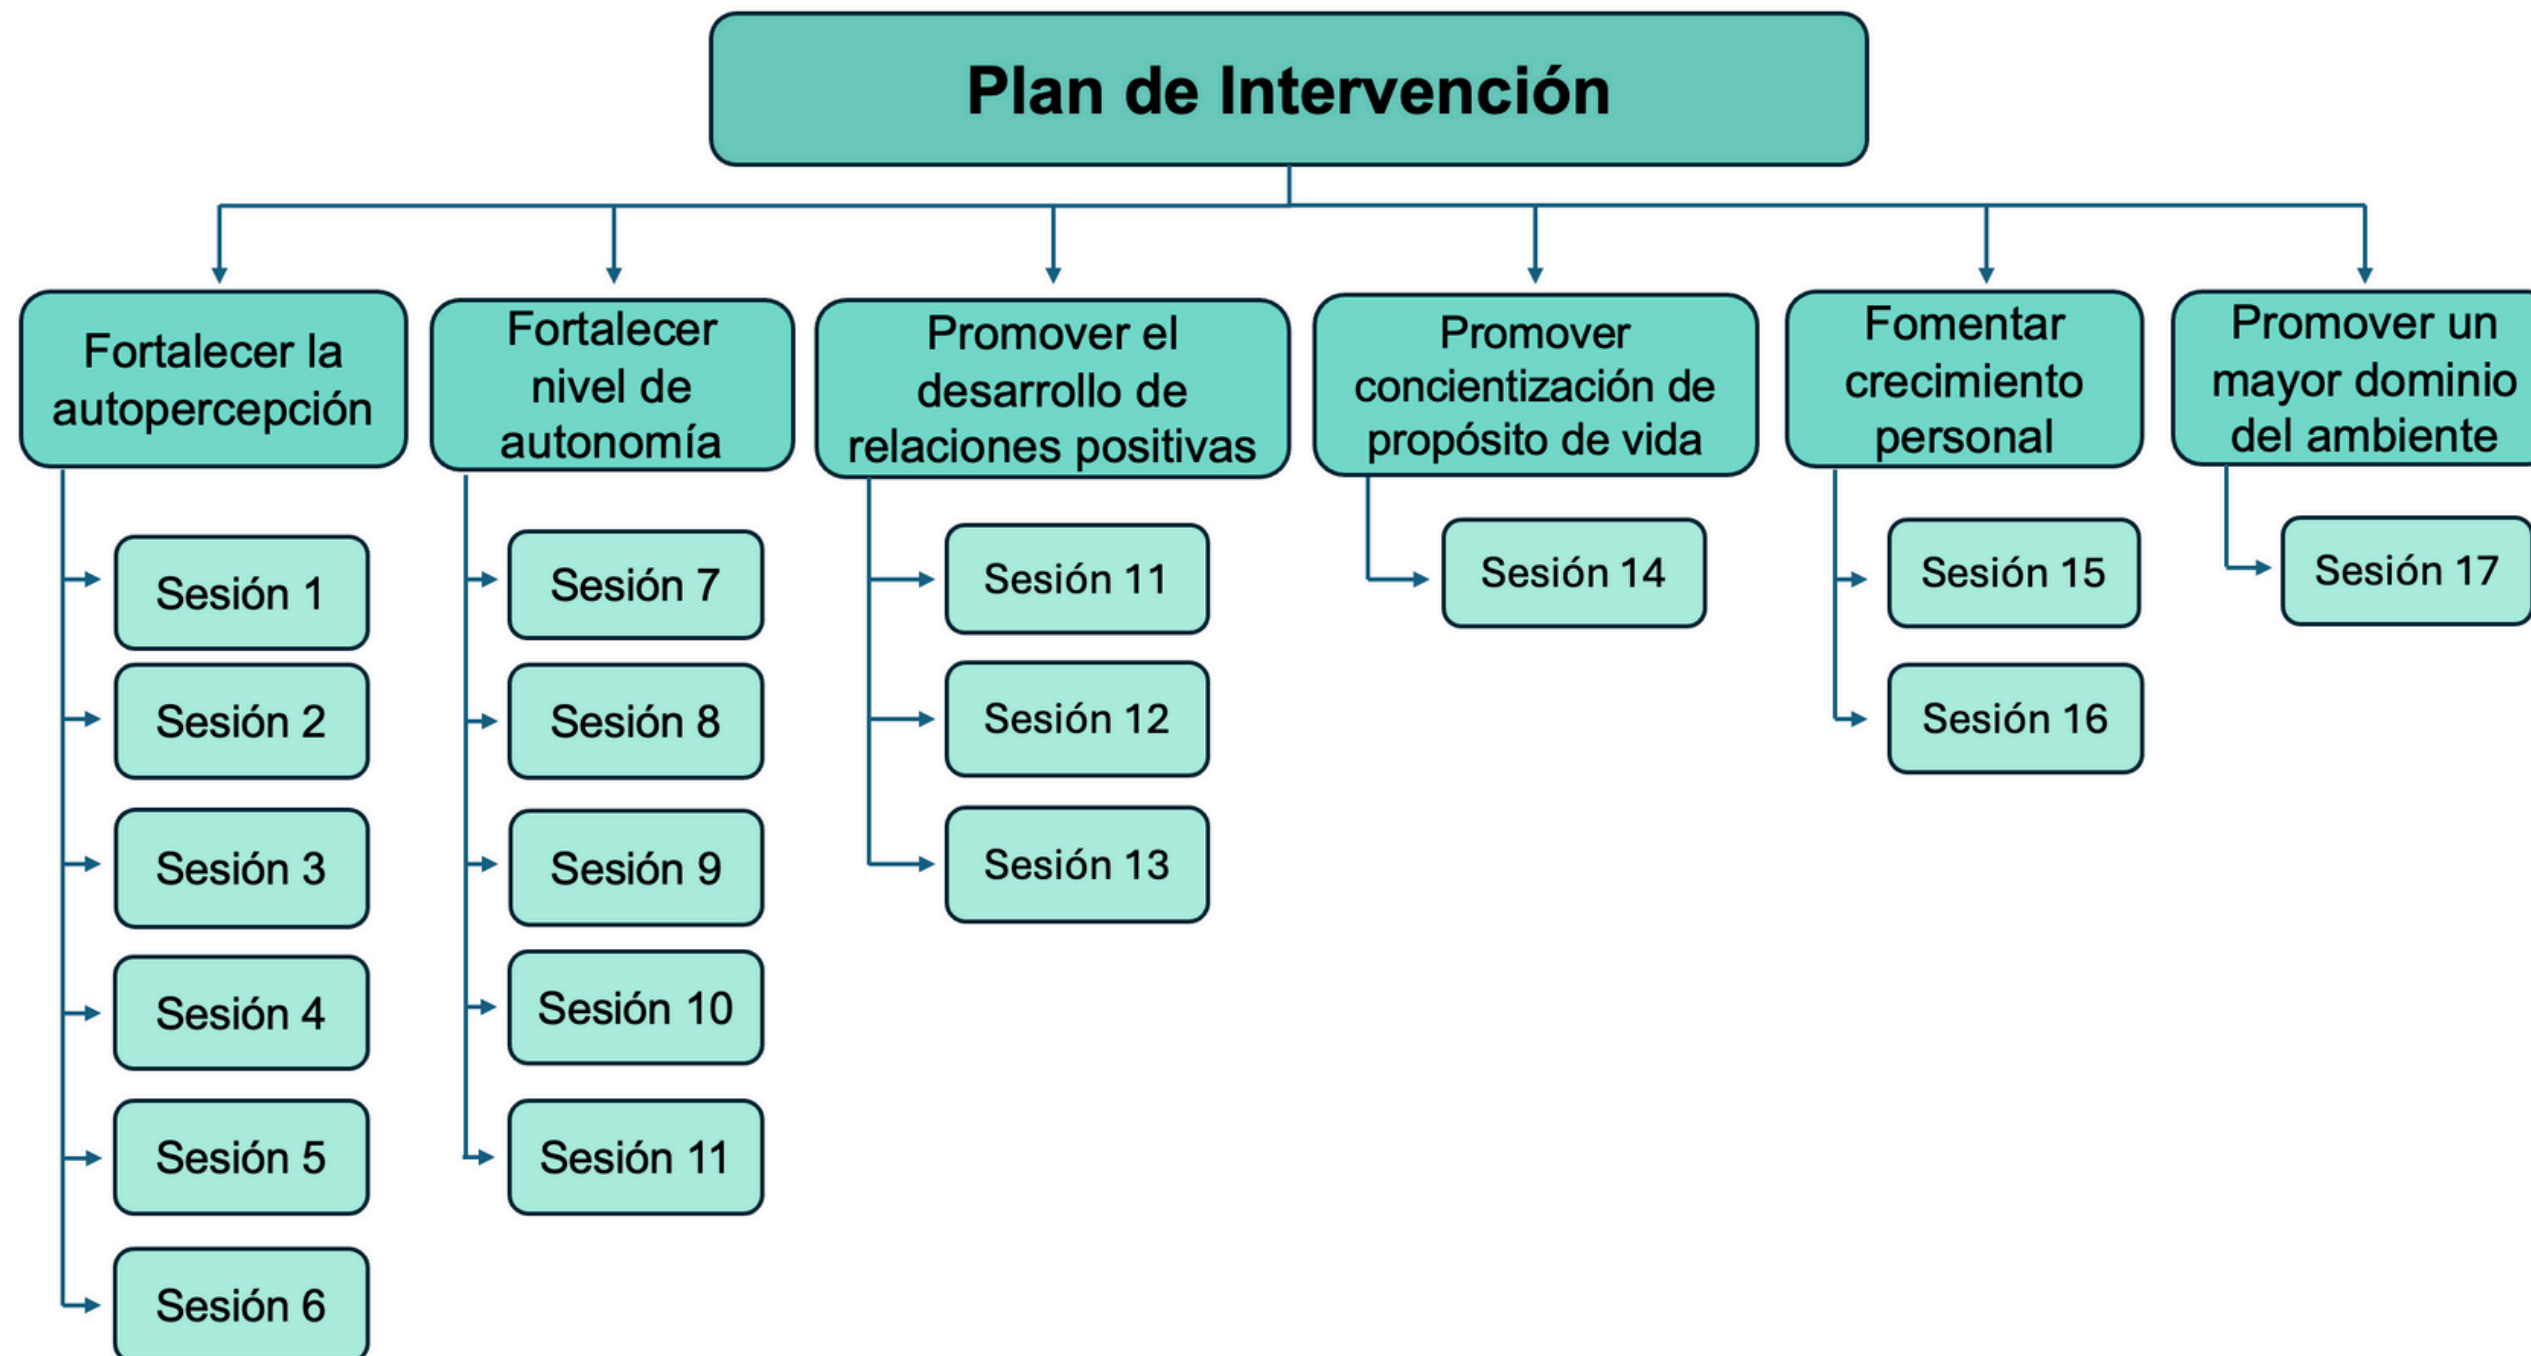 Plan de Intervención
Fortalecer la
autopercepción
Sesión 1
Sesión 2
Sesión 3
Sesión 4
Sesión 5
Sesión 6
Fortalecer
nivel de
autonomía
Sesión 7
Sesión 8
Sesión 9
Sesión 10
Sesión 11
Promover el
desarrollo de
relaciones positivas
Sesión 11
Sesión 12
Sesión 13
Promover
concientización de
propósito de vida
Sesión 14
Fomentar
crecimiento
personal
Sesión 15
Sesión 16
Promover un
mayor dominio
del ambiente
Sesión 17